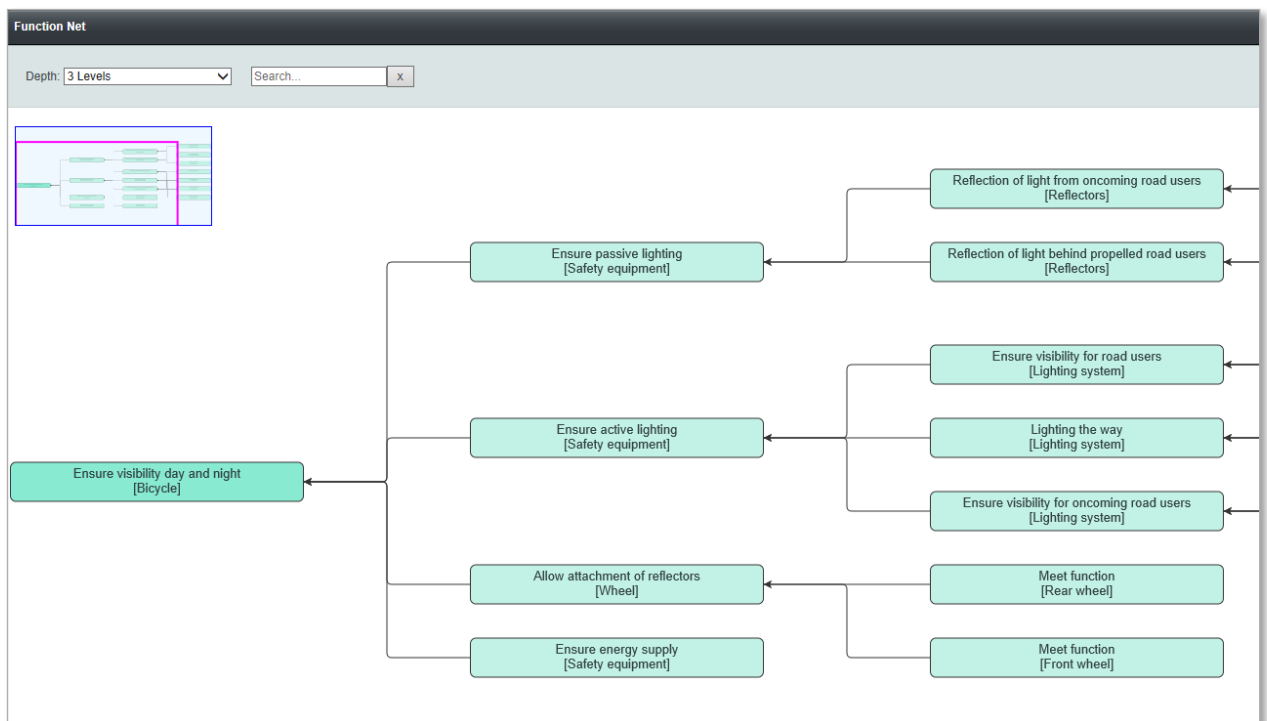 Function Net
Depth: 3 Levels
Search...
x
Reflection of light from oncoming road users
[Reflectors]
Ensure passive lighting
[Safety equipment]
Reflection of light behind propelled road users
[Reflectors]
Ensure visibility for road users
[Lighting system]
Ensure active lighting
[Safety equipment]
Lighting the way
[Lighting system]
Ensure visibility day and night
[Bicycle]
Ensure visibility for oncoming road users
[Lighting system]
Allow attachment of reflectors
[Wheel]
Meet function
[Rear wheel]
Ensure energy supply
[Safety equipment]
Meet function
[Front wheel]